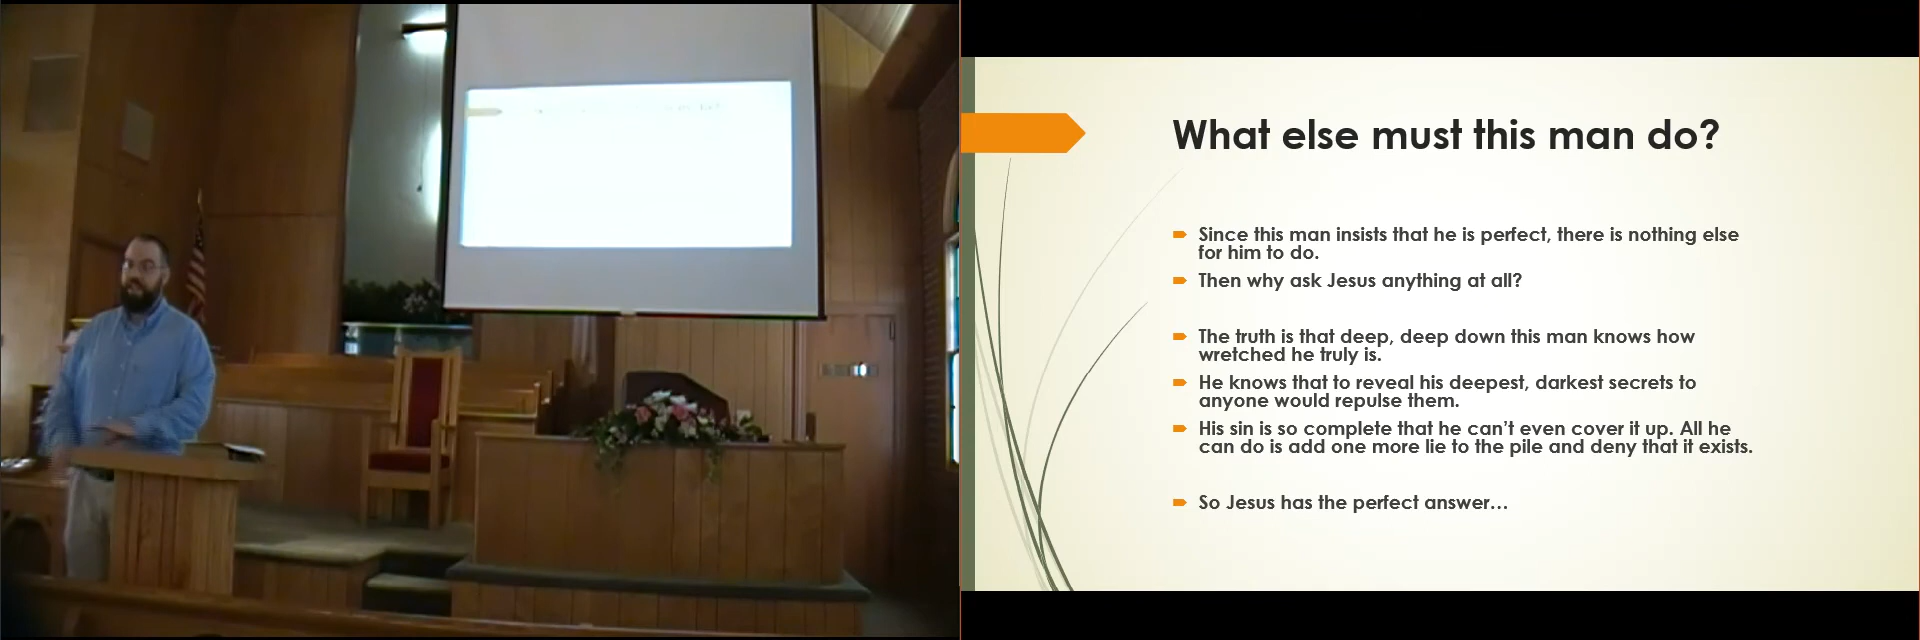 What else must this man do?
Since this man insists that he is perfect, there is nothing else
for him to do.
Then why ask Jesus anything at all?
The truth is that deep, deep down this man knows how
wretched he truly is.
He knows that to reveal his deepest, darkest secrets to
anyone would repulse them.
His sin is so complete that he can’t even cover it up. All he
can do is add one more lie to the pile and deny that it exists.
So Jesus has the perfect answer…